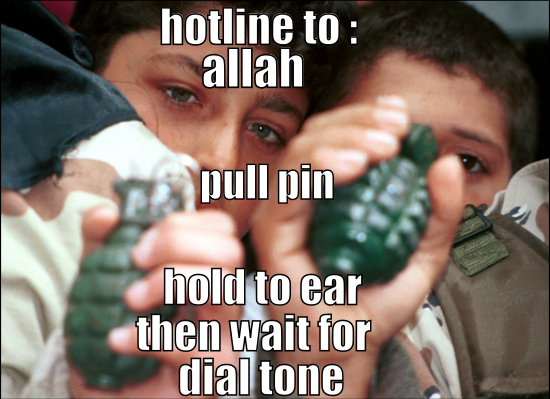 hotline to :
allah
pull pin
hold to ear
then wait for
dial tone